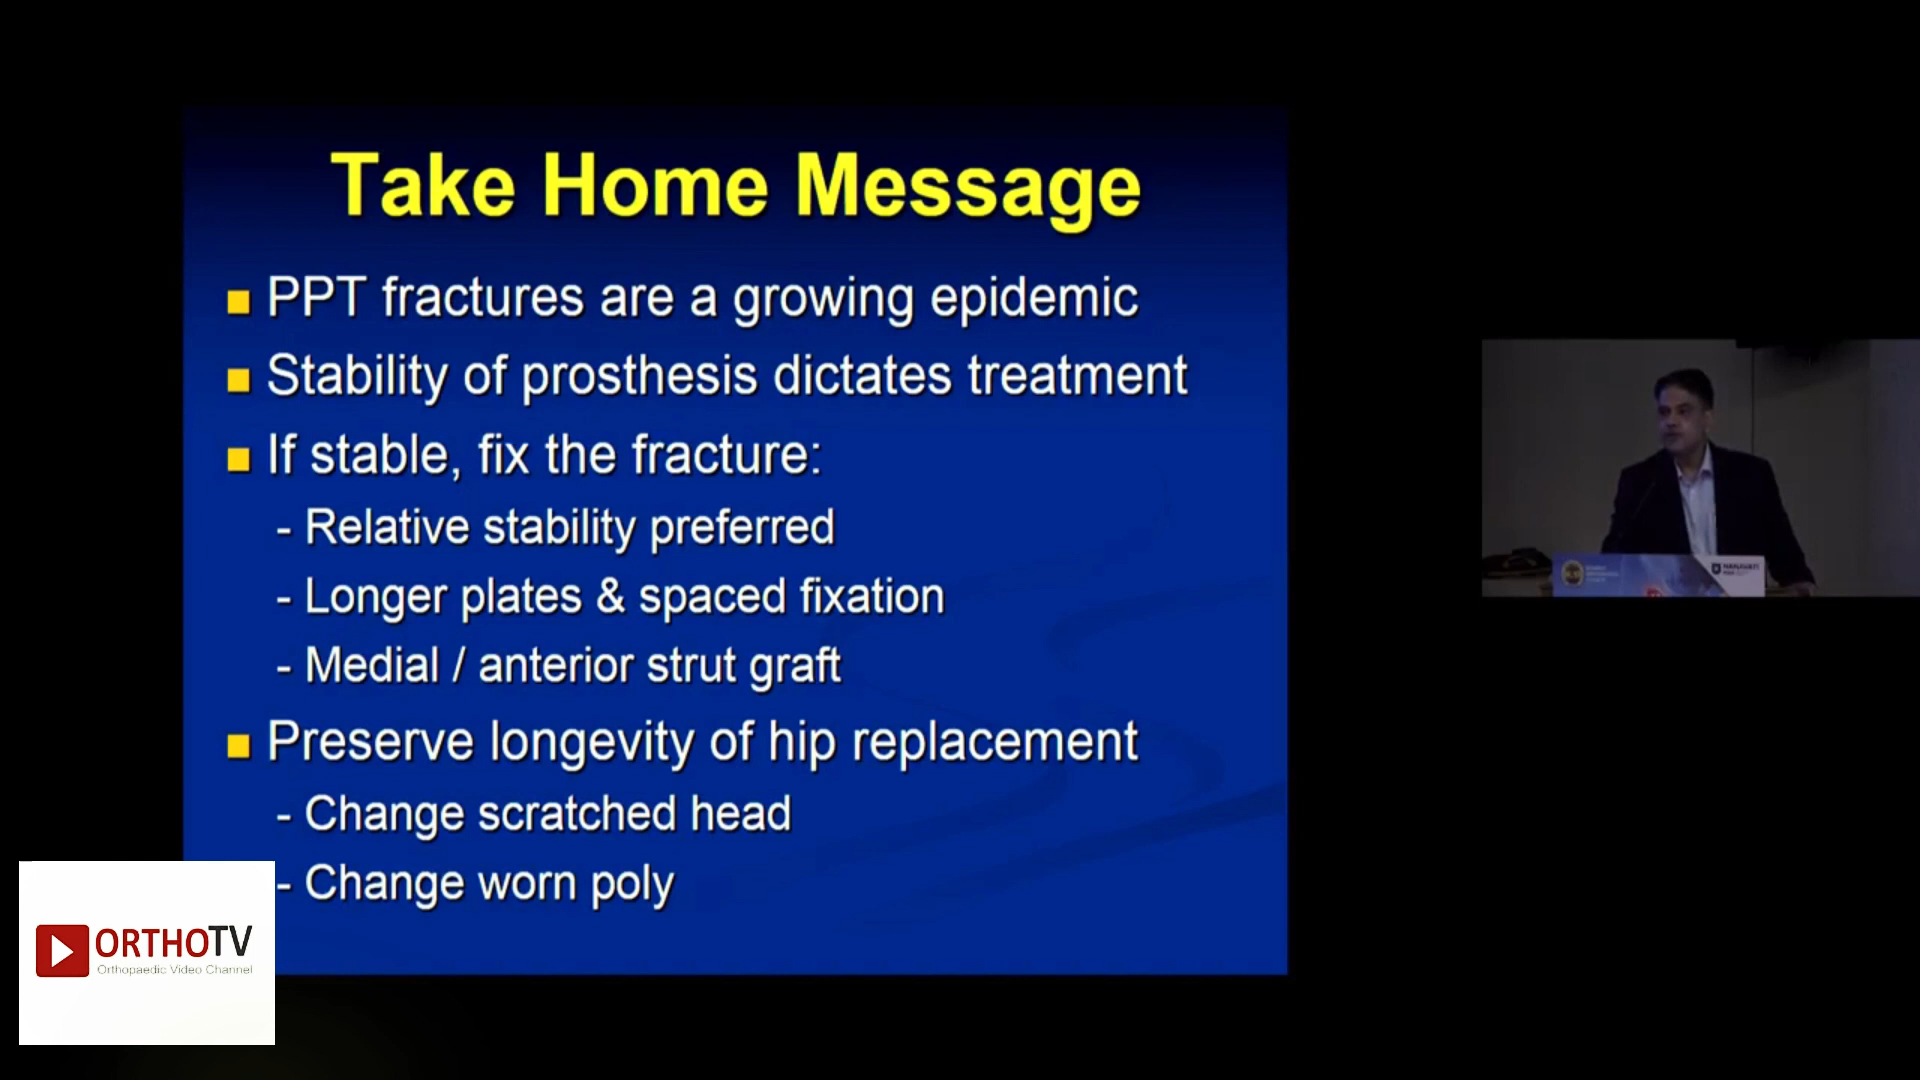 Take Home Message
PPT fractures are a growing epidemic
Stability of prosthesis dictates treatment
If stable, fix the fracture:
- Relative stability preferred
- Longer plates & spaced fixation
- Medial / anterior strut graft
Preserve longevity of hip replacement
- Change scratched head
- Change worn poly
ORTHOTV
Orthopaedic Video Channel
NANAVATI